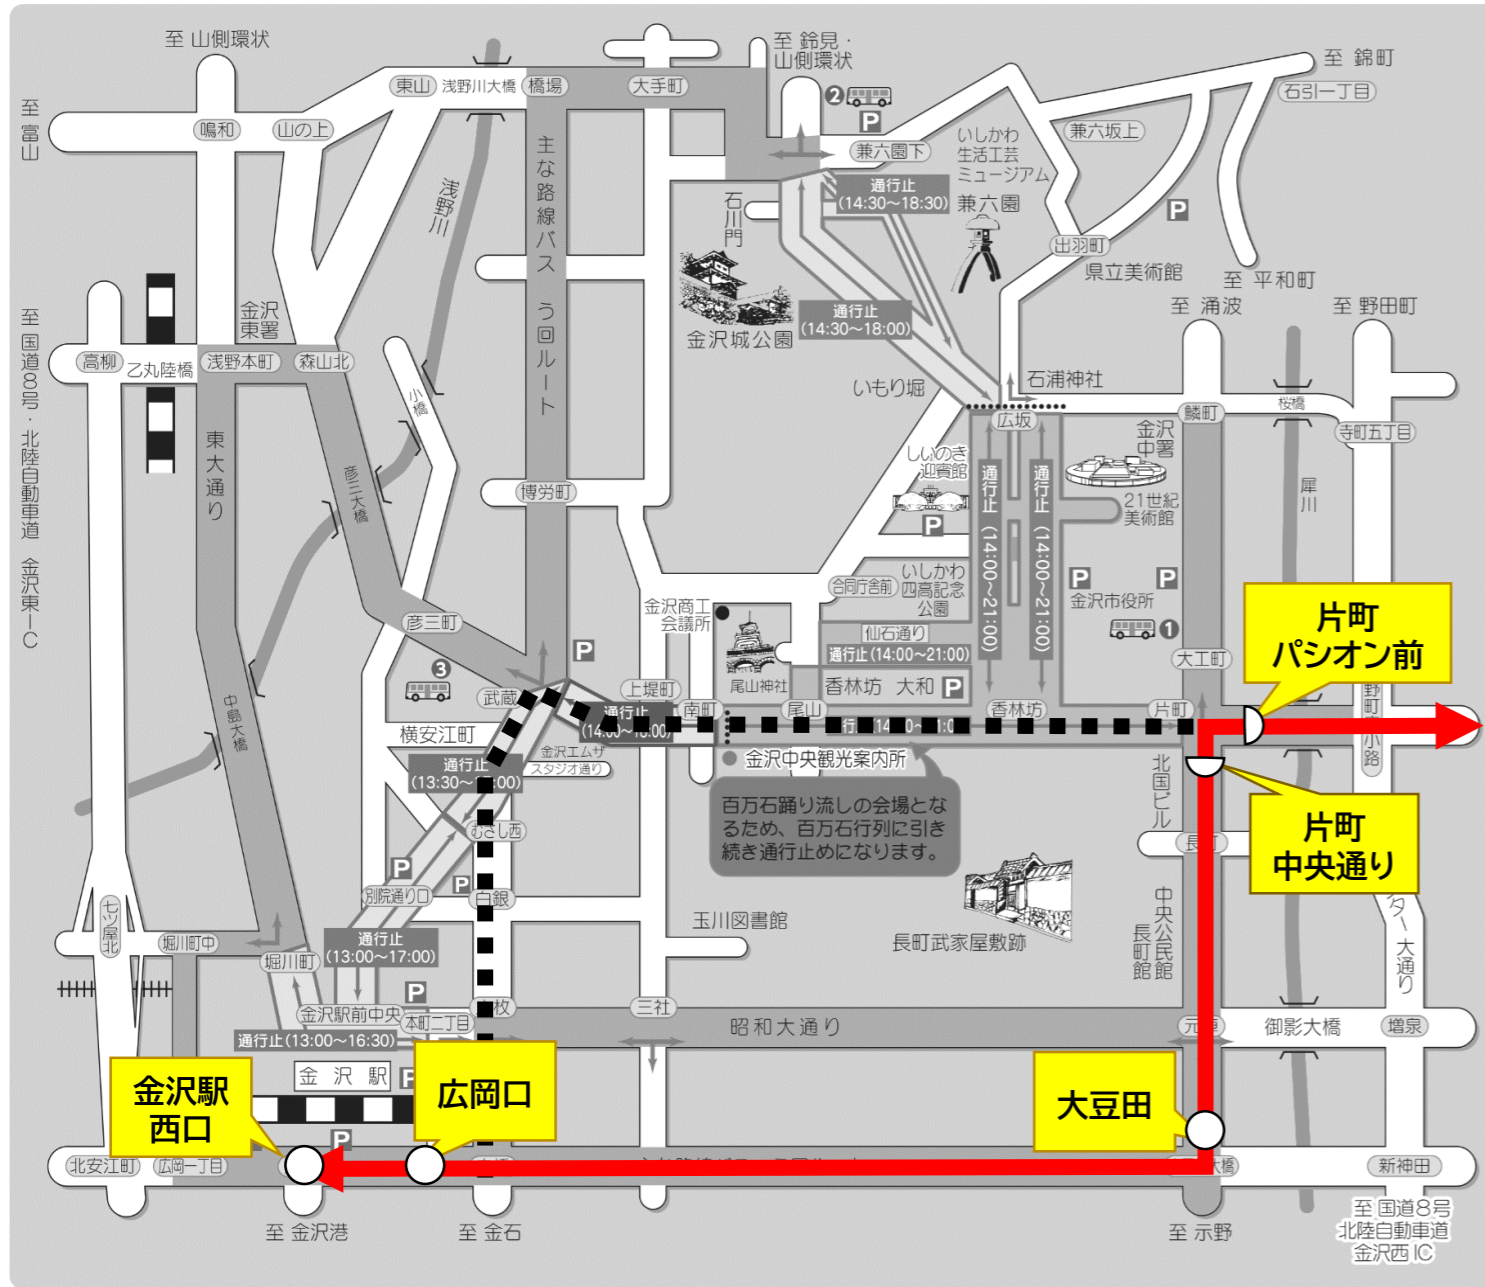 至 山側環状
至 鈴見・
山側環状
至 錦町
石引一丁目
至 富山
東山
浅野川大橋
橋場
大手町
❷
P
鳴和
山の上
兼六園下
いしかわ
生活工芸
ミュージアム
兼六坂上
主な路線バス う回ルート
浅野川
石川門
通行止
(14:30～18:30)
兼六園
P
出羽町
県立美術館
至 平和町
至 涌波
至 野田町
至 国道8号・北陸自動車道 金沢東IC
金沢
東署
通行止
(14:30～18:00)
金沢城公園
高柳
乙丸陸橋
浅野本町
森山北
小橋
いもり堀
石浦神社
広坂
鱗町
桜橋
寺町五丁目
東大通り
彦三大橋
金沢
中署
しいのき
迎賓館
P
通行止 (14:00～21:00)
通行止 (14:00～21:00)
21世紀
美術館
犀川
博労町
合同庁舎前
いしかわ
四高記念
公園
P
P
金沢市役所
❶
金沢商工
会議所
仙石通り
通行止(14:00～21:00)
彦三町
P
尾山神社
大工町
片町
パシオン前
❸
武蔵
上堤町
南町
尾山
香林坊 大和 P
香林坊
片町
中島大橋
横安江町
通行止
金沢エムザ
スタジオ通り
金沢中央観光案内所
通行止
百万石踊り流しの会場とな
るため、百万石行列に引き
続き通行止めになります。
北国ビル
片町
中央通り
むさし西
P
別院通り口
P
白銀
七ツ屋北
堀川町中
堀川町
通行止
(13:00～17:00)
玉川図書館
長町武家屋敷跡
中央公民館
長町館
大通り
P
金沢駅前中央
本町二丁目
三社
昭和大通り
御影大橋
増泉
通行止(13:00～16:30)
金沢駅
金沢駅
西口
広岡口
大豆田
P
北安江町
広岡一丁目
新神田
至 金沢港
至 金石
至 示野
至 国道8号
北陸自動車道
金沢西IC